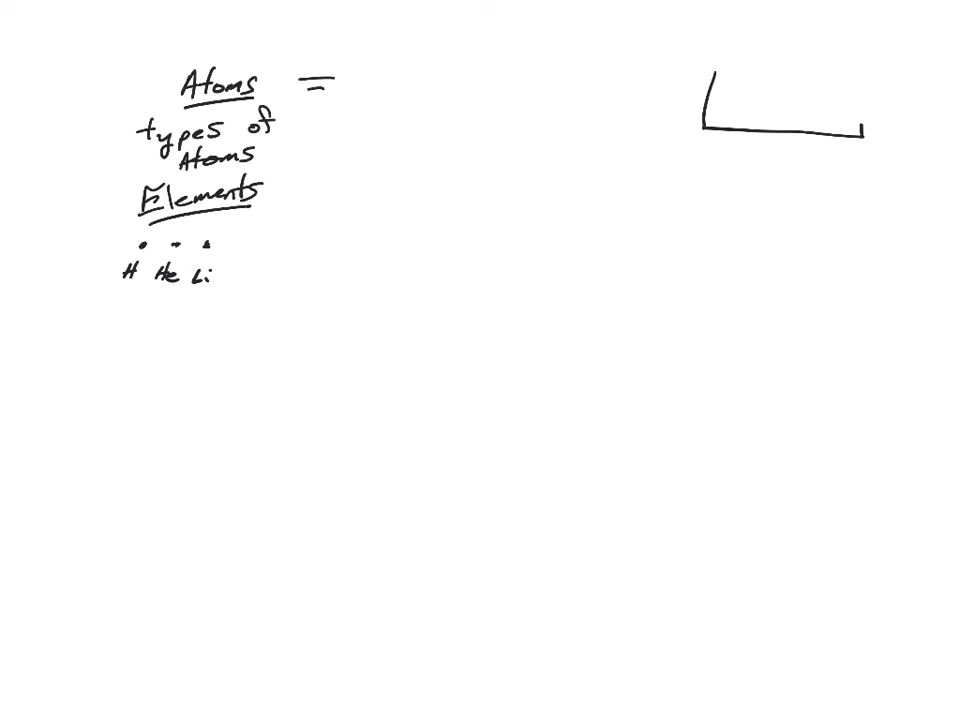 Atoms =
types of
Atoms
Elements
H He Li